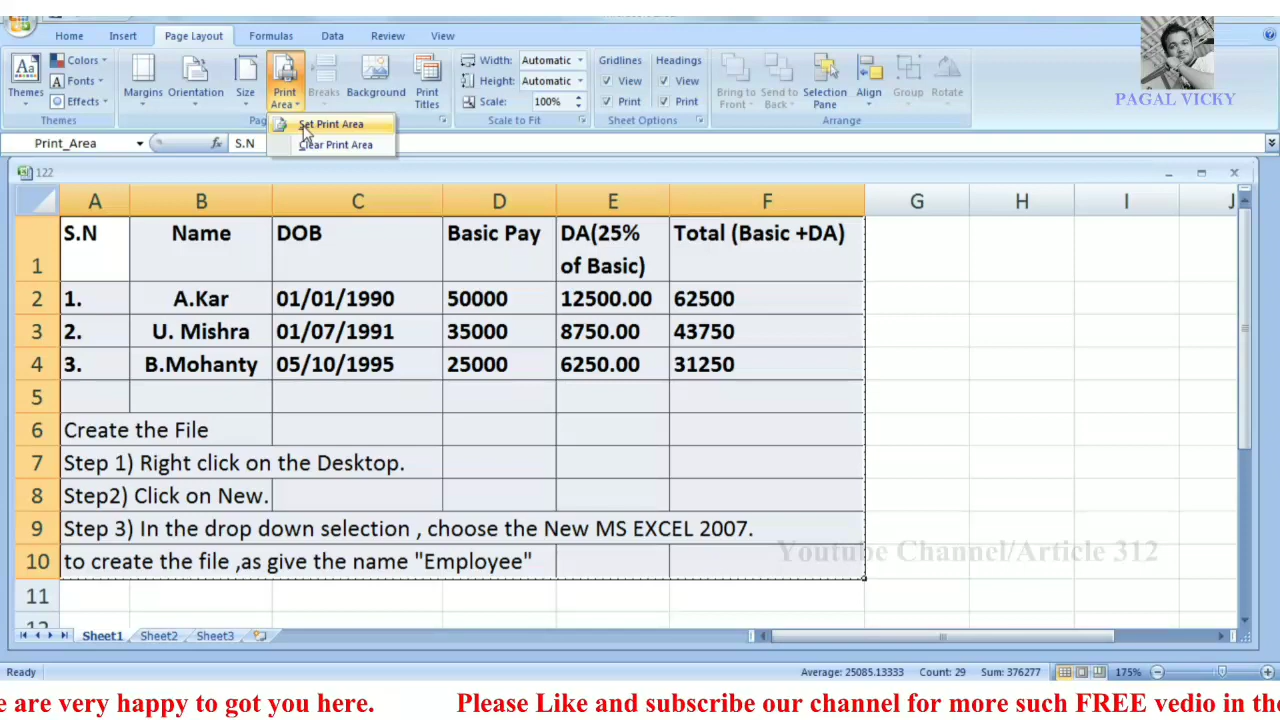 Home Insert Page Layout Formulas Data Review View
Colors Width: Automatic Gridlines Headings
Fonts Height: Automatic View View
Themes Margins Orientation Size Print Area Breaks Background Print Titles Bring to Front Send to Back Selection Pane Align Group Rotate
Effects Scale: 100% Print Print
PAGAL VICKY
Themes Pag Scale to Fit Sheet Options Arrange
Set Print Area
Clear Print Area
Print_Area fx S.N
122
A B C D E F G H I J
1 S.N Name DOB Basic Pay DA(25% of Basic) Total (Basic +DA)
2 1. A.Kar 01/01/1990 50000 12500.00 62500
3 2. U. Mishra 01/07/1991 35000 8750.00 43750
4 3. B.Mohanty 05/10/1995 25000 6250.00 31250
5
6 Create the File
7 Step 1) Right click on the Desktop.
8 Step2) Click on New.
9 Step 3) In the drop down selection , choose the New MS EXCEL 2007.
Youtube Channel/Article 312
10 to create the file ,as give the name "Employee"
11
12
Sheet1 Sheet2 Sheet3
Ready Average: 25085.13333 Count: 29 Sum: 376277 175%
e are very happy to got you here. Please Like and subscribe our channel for more such FREE vedio in the